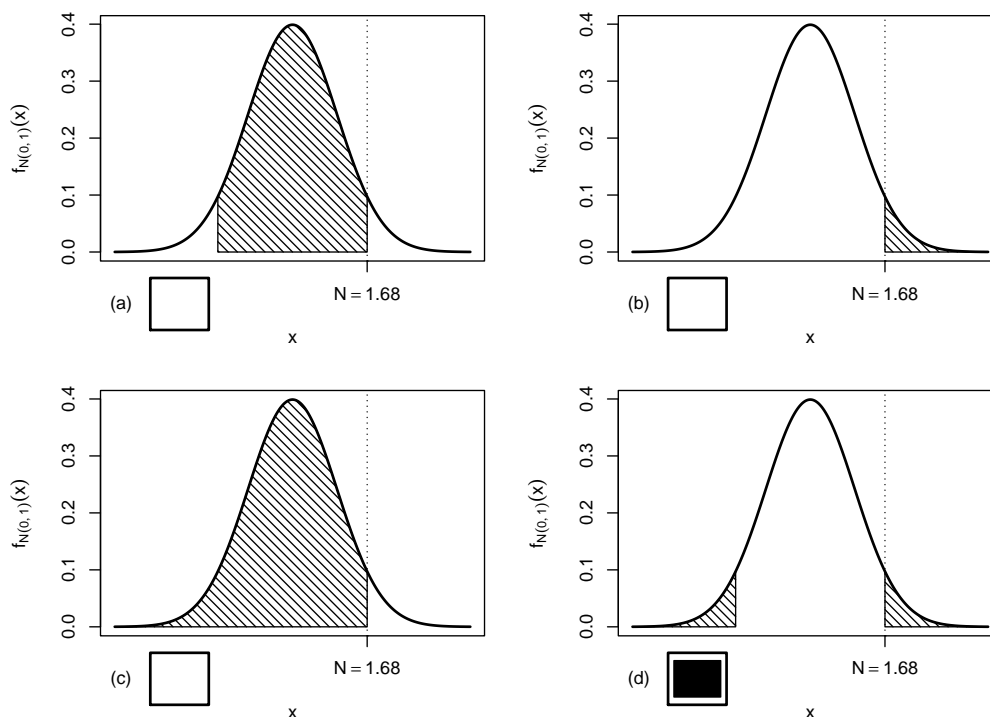 0.0 0.1 0.2 0.3 0.4
f_N(0, 1)(x)
N = 1.68
(a)
x
0.0 0.1 0.2 0.3 0.4
f_N(0, 1)(x)
N = 1.68
(b)
x
0.0 0.1 0.2 0.3 0.4
f_N(0, 1)(x)
N = 1.68
(c)
x
0.0 0.1 0.2 0.3 0.4
f_N(0, 1)(x)
N = 1.68
(d)
x